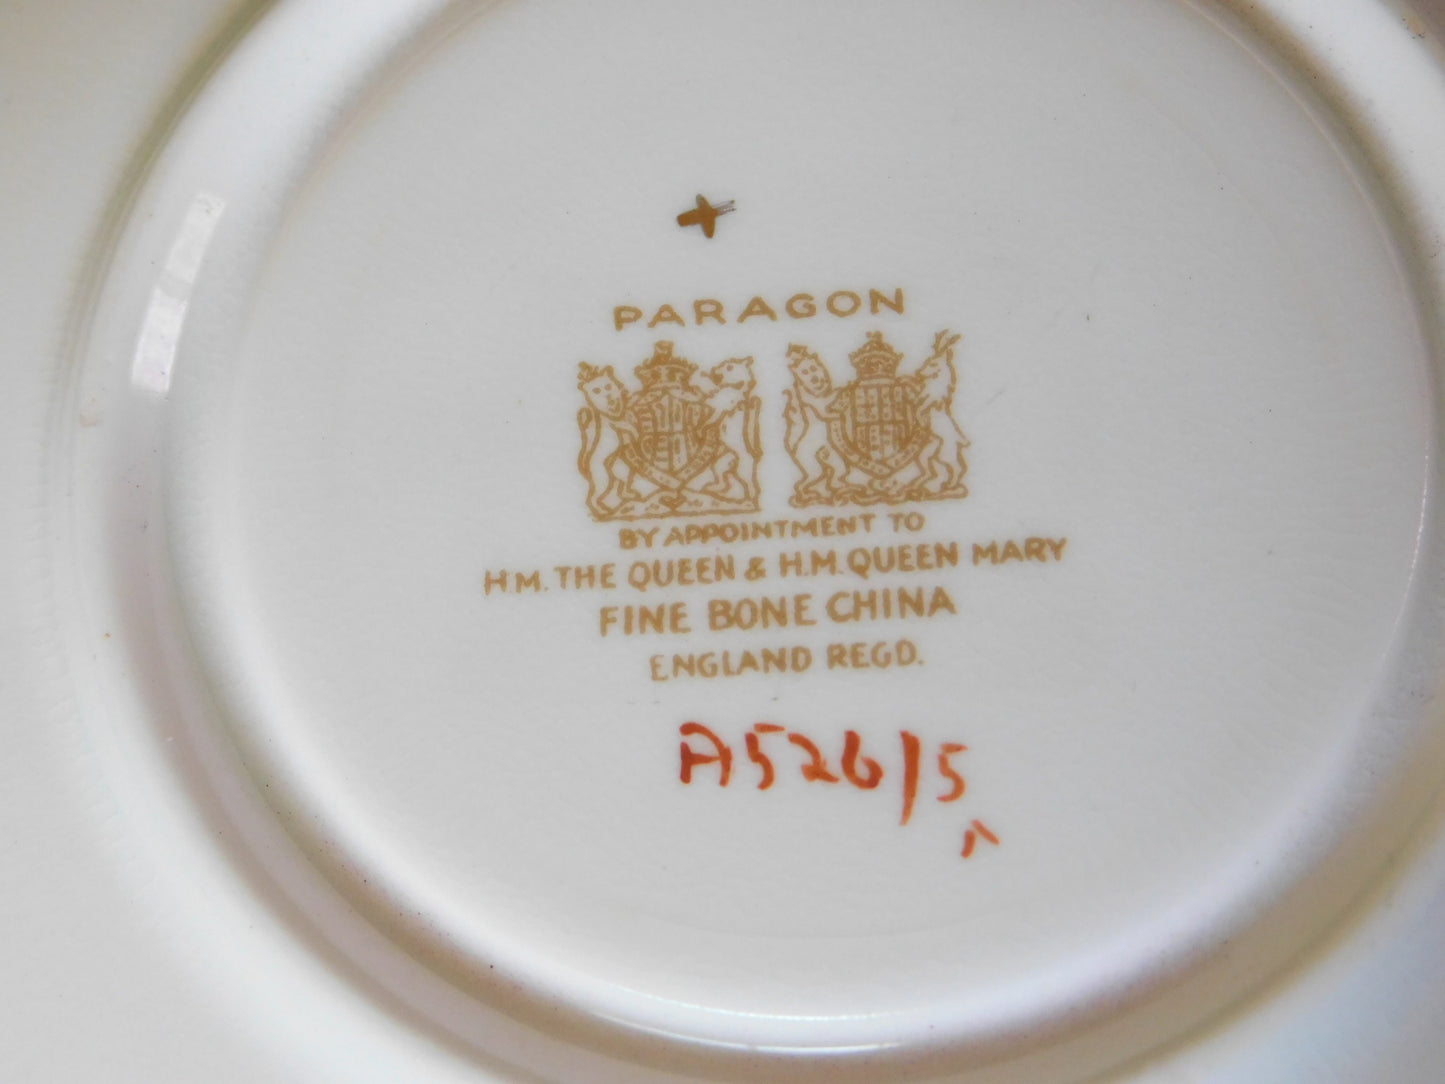 PARAGON
BY APPOINTMENT TO
H.M. THE QUEEN & H.M. QUEEN MARY
FINE BONE CHINA
ENGLAND REGD.
A526/5